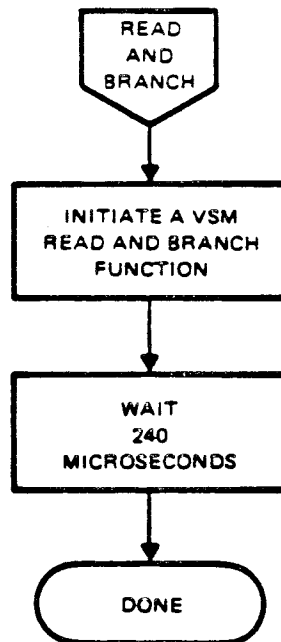 READ
AND
BRANCH
INITIATE A VSM
READ AND BRANCH
FUNCTION
WAIT
240
MICROSECONDS
DONE